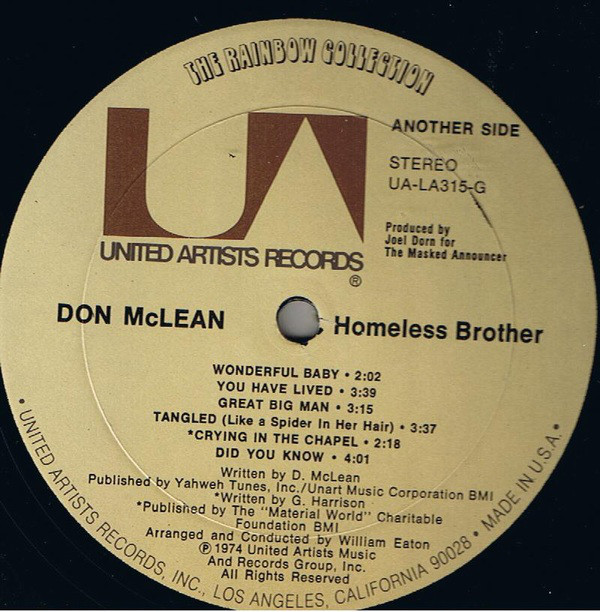 THE RAINBOW COLLECTION
UA
ANOTHER SIDE
STEREO
UA-LA315-G
UNITED ARTISTS RECORDS
®
Produced by
Joel Dorn for
The Masked Announcer
DON McLEAN
Homeless Brother
WONDERFUL BABY • 2:02
YOU HAVE LIVED • 3:39
GREAT BIG MAN • 3:15
TANGLED (Like a Spider In Her Hair) • 3:37
*CRYING IN THE CHAPEL • 2:18
DID YOU KNOW • 4:01
Written by D. McLean
Published by Yahweh Tunes, Inc./Unart Music Corporation BMI
*Written by G. Harrison
*Published by The "Material World" Charitable
Foundation BMI
Arranged and Conducted by William Eaton
℗ 1974 United Artists Music
And Records Group, Inc.
All Rights Reserved
• UNITED ARTISTS RECORDS, INC., LOS ANGELES, CALIFORNIA 90028 • MADE IN U.S.A. •